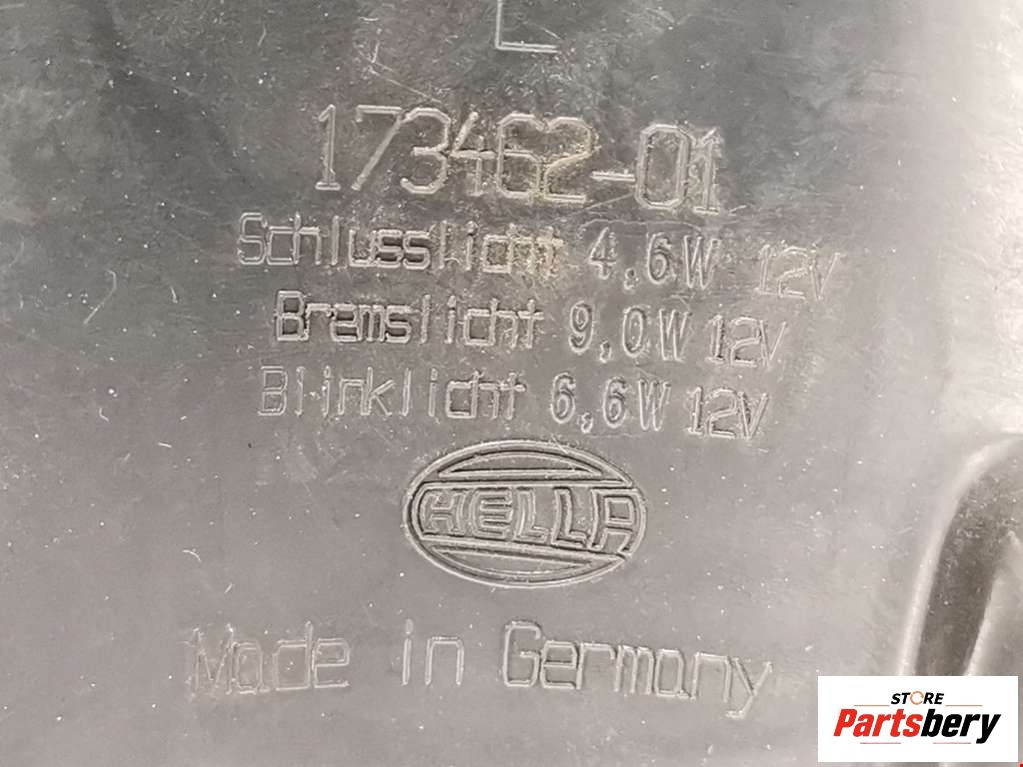 L
173462-01
Schlusslicht 4,6W 12V
Bremslicht 9,0W 12V
Blinklicht 6,6W 12V
HELLA
Made in Germany
STORE
Partsbery